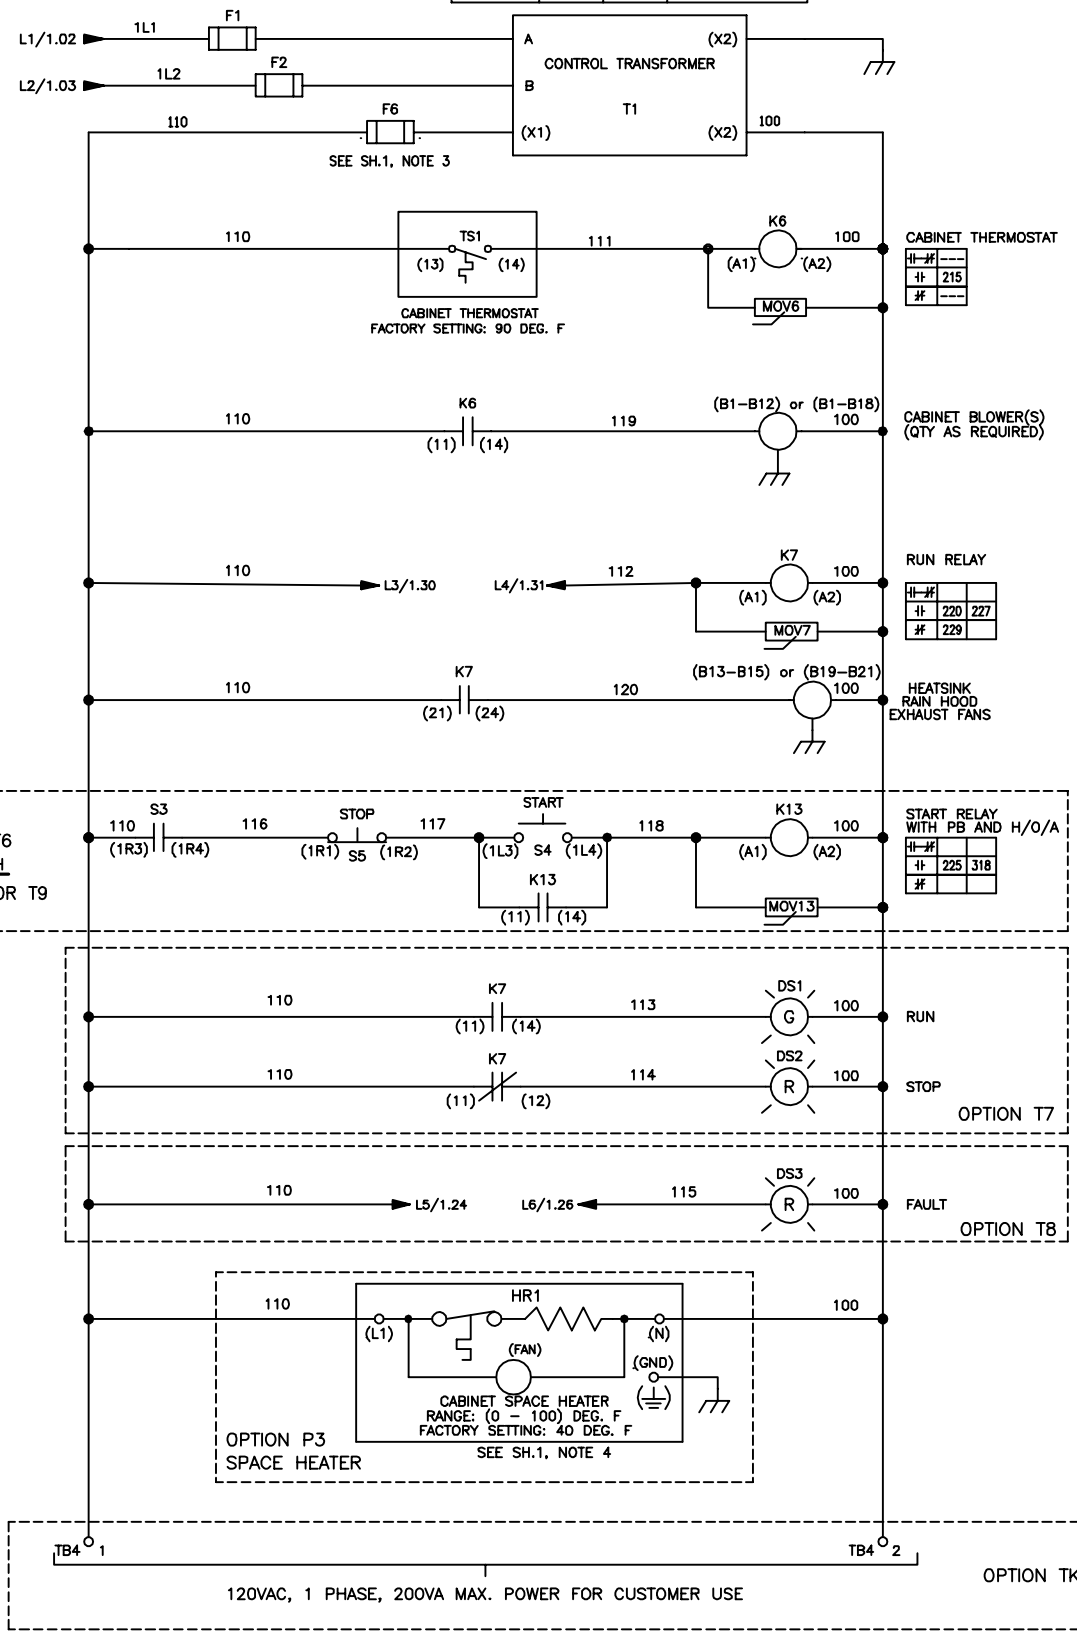 F1
L1/1.02 1L1 A (X2)
CONTROL TRANSFORMER
F2
L2/1.03 1L2 B
T1
F6
110 (X1) (X2) 100
SEE SH.1, NOTE 3
K6
110 TS1 111 100 CABINET THERMOSTAT
(13) (14) (A1) (A2)
---
215
---
MOV6
CABINET THERMOSTAT
FACTORY SETTING: 90 DEG. F
K6 (B1-B12) or (B1-B18)
110 119 100 CABINET BLOWER(S)
(QTY AS REQUIRED)
(11) (14)
K7 RUN RELAY
110 L3/1.30 L4/1.31 112 100
(A1) (A2)
220 227
229
MOV7
K7 (B13-B15) or (B19-B21)
110 120 100 HEATSINK
RAIN HOOD
EXHAUST FANS
(21) (24)
S3 STOP START K13 START RELAY
WITH PB AND H/O/A
110 116 117 118 100
(1R3) (1R4) (1R1) S5 (1R2) (1L3) S4 (1L4) (A1) (A2)
225 318
K13
(11) (14) MOV13
OR T9
K7 DS1
110 113 G 100 RUN
(11) (14)
K7 DS2
110 114 R 100 STOP
(11) (12)
OPTION T7
DS3
110 L5/1.24 L6/1.26 115 R 100 FAULT
OPTION T8
HR1
110 100
(L1) (N)
(FAN)
(GND)
CABINET SPACE HEATER
RANGE: (0 - 100) DEG. F
FACTORY SETTING: 40 DEG. F
OPTION P3
SPACE HEATER
SEE SH.1, NOTE 4
TB4 1 TB4 2
OPTION TK
120VAC, 1 PHASE, 200VA MAX. POWER FOR CUSTOMER USE